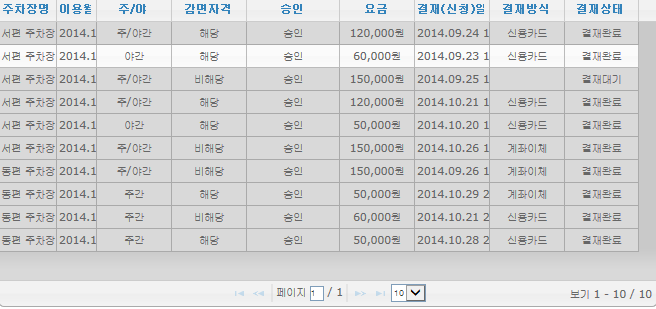 주차장명 이용월 주/야 감면자격 승인 요금 결재(신청)일 결재방식 결재상태
서편 주차장 2014.1 주/야간 해당 승인 120,000원 2014.09.24 1 신용카드 결재완료
서편 주차장 2014.1 야간 해당 승인 60,000원 2014.09.23 1 신용카드 결재완료
서편 주차장 2014.1 주/야간 비해당 승인 150,000원 2014.09.25 1 결재대기
서편 주차장 2014.1 주/야간 해당 승인 120,000원 2014.10.21 1 신용카드 결재완료
서편 주차장 2014.1 야간 해당 승인 50,000원 2014.10.20 1 신용카드 결재완료
서편 주차장 2014.1 주/야간 비해당 승인 150,000원 2014.10.26 1 계좌이체 결재완료
동편 주차장 2014.1 주/야간 비해당 승인 150,000원 2014.09.26 1 계좌이체 결재완료
동편 주차장 2014.1 주간 해당 승인 50,000원 2014.10.29 2 계좌이체 결재완료
동편 주차장 2014.1 주간 비해당 승인 60,000원 2014.10.21 2 신용카드 결재완료
동편 주차장 2014.1 주간 해당 승인 50,000원 2014.10.28 2 신용카드 결재완료
페이지 1 / 1 10 보기 1 - 10 / 10